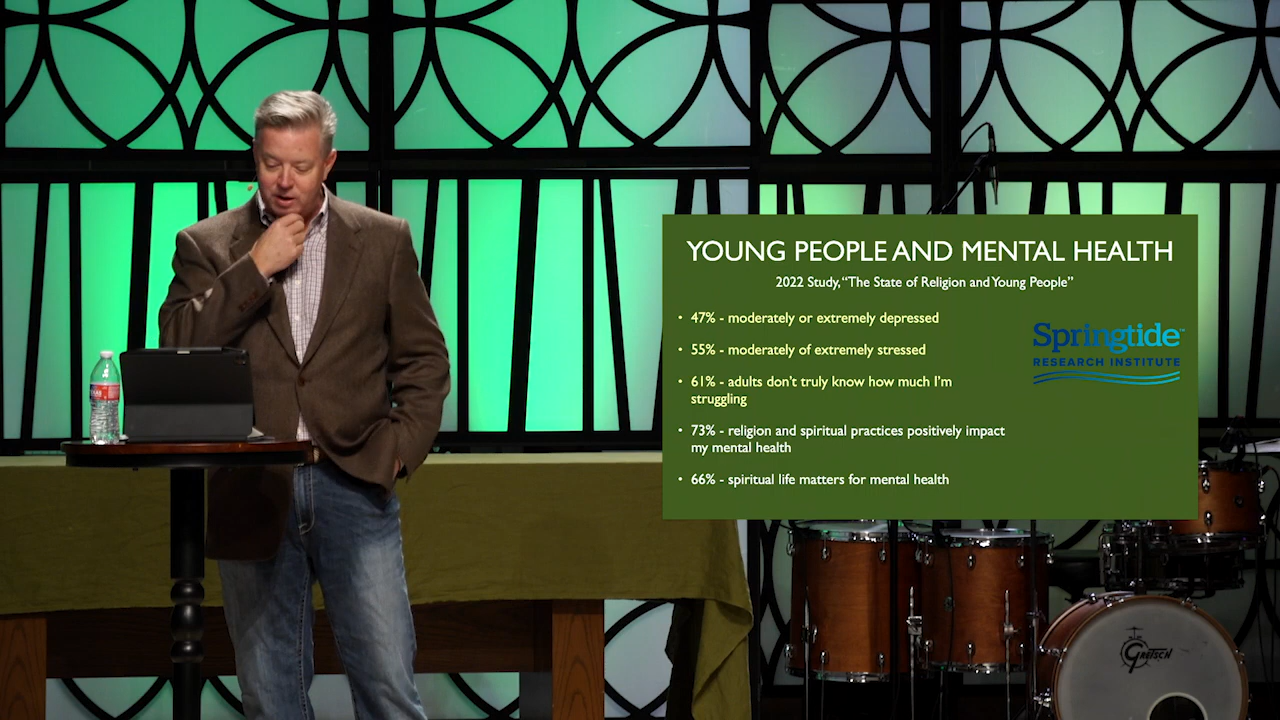 YOUNG PEOPLE AND MENTAL HEALTH
2022 Study, “The State of Religion and Young People”
• 47% - moderately or extremely depressed
• 55% - moderately of extremely stressed
• 61% - adults don’t truly know how much I’m
struggling
• 73% - religion and spiritual practices positively impact
my mental health
• 66% - spiritual life matters for mental health
Springtide™
RESEARCH INSTITUTE
GRETSCH